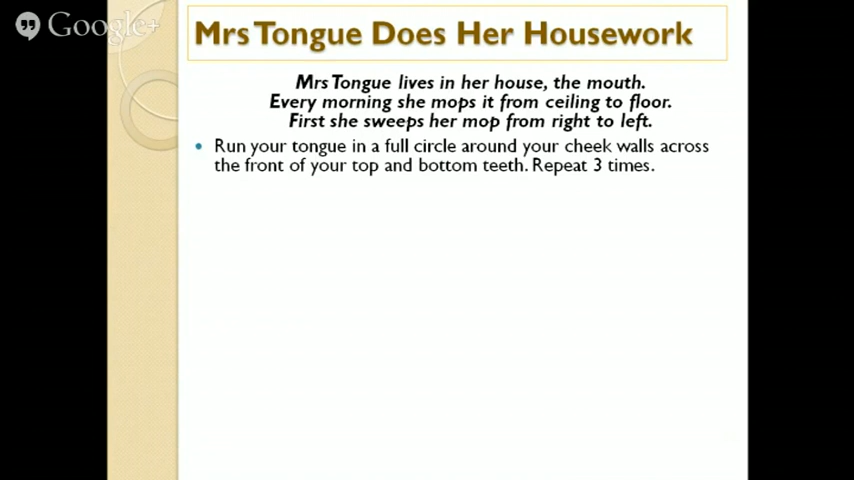 Google+
Mrs Tongue Does Her Housework
Mrs Tongue lives in her house, the mouth.
Every morning she mops it from ceiling to floor.
First she sweeps her mop from right to left.
• Run your tongue in a full circle around your cheek walls across
the front of your top and bottom teeth. Repeat 3 times.